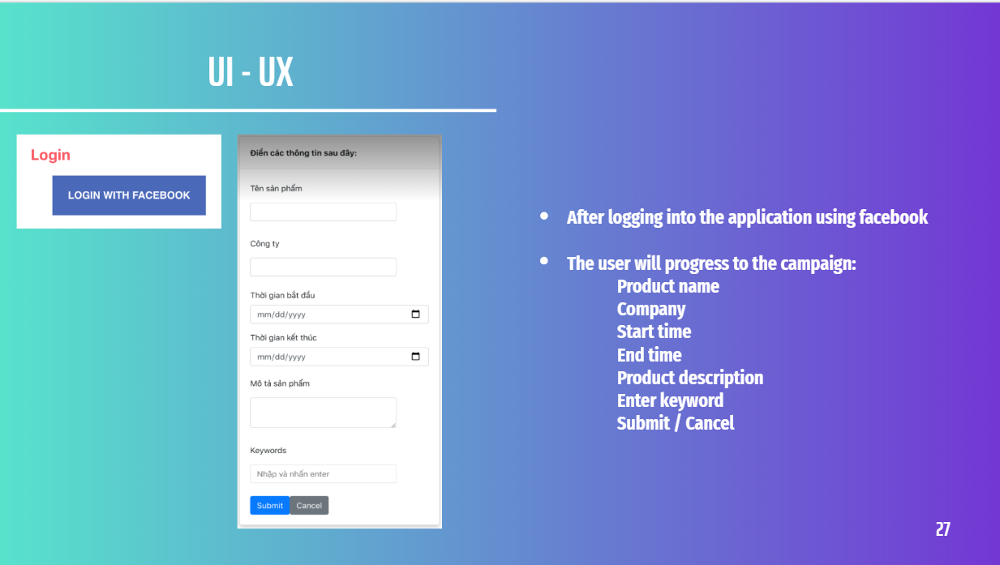 UI - UX
Login
LOGIN WITH FACEBOOK
Điền các thông tin sau đây:
Tên sản phẩm
Công ty
Thời gian bắt đầu
mm/dd/yyyy
Thời gian kết thúc
mm/dd/yyyy
Mô tả sản phẩm
Keywords
Nhập và nhấn enter
Submit Cancel
After logging into the application using facebook
The user will progress to the campaign:
Product name
Company
Start time
End time
Product description
Enter keyword
Submit / Cancel
27